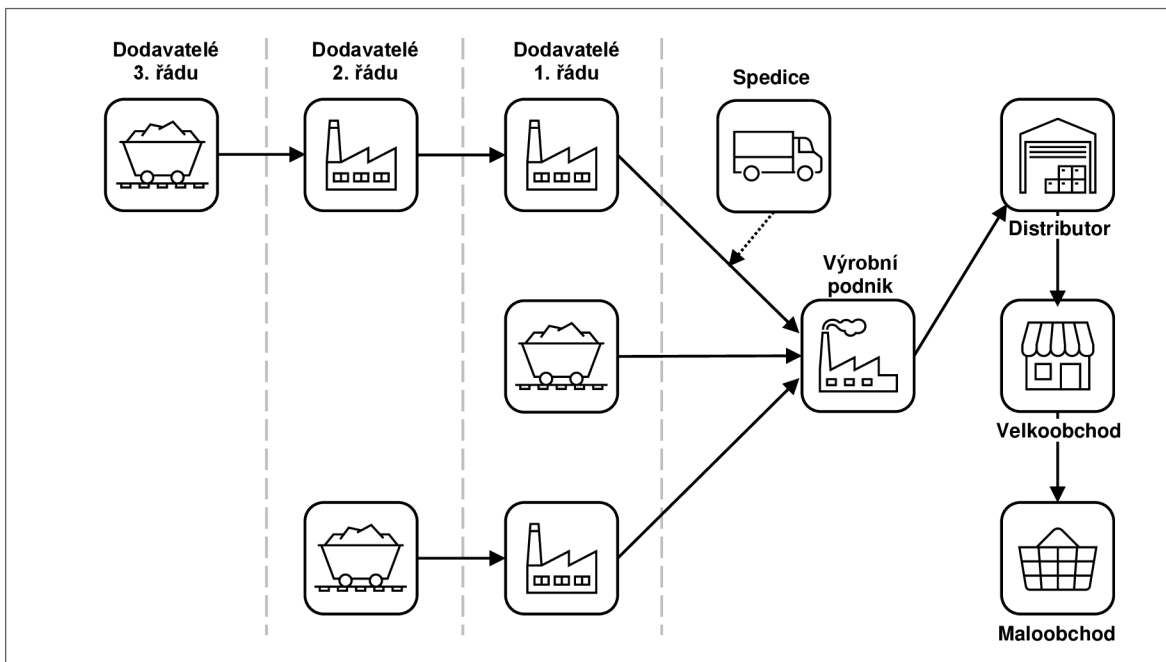 Dodavatelé
3. řádu
Dodavatelé
2. řádu
Dodavatelé
1. řádu
Spedice
Distributor
Výrobní
podnik
Velkoobchod
Maloobchod